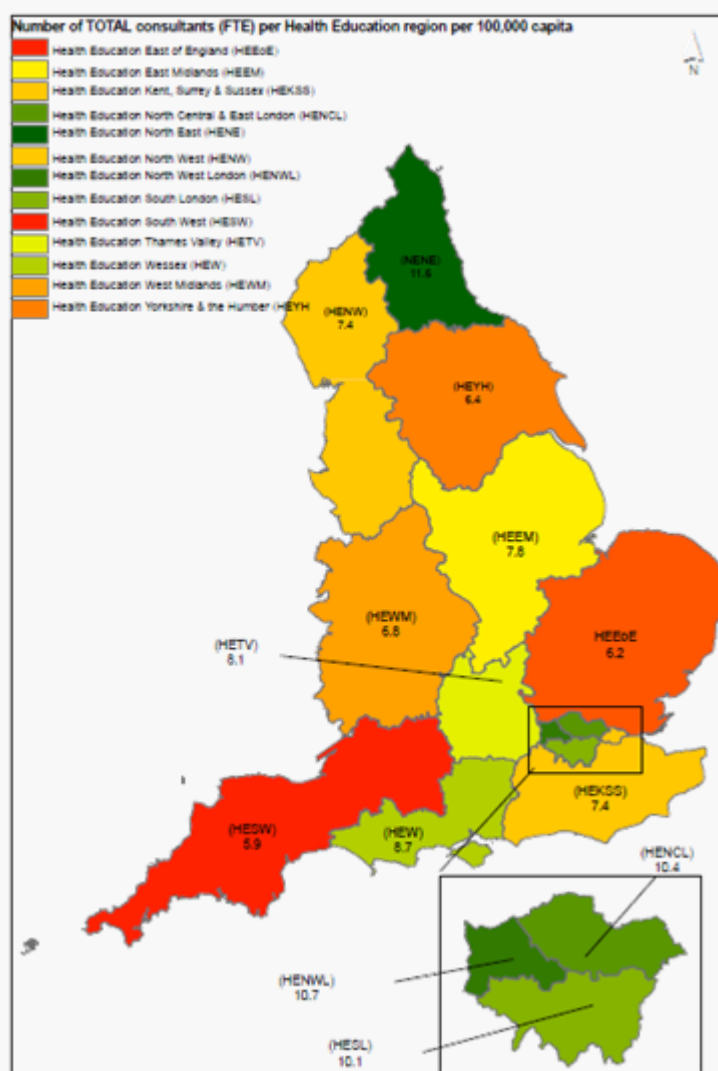 Number of TOTAL consultants (FTE) per Health Education region per 100,000 capita
Health Education East of England (HEEoE)
Health Education East Midlands (HEEM)
Health Education Kent, Surrey & Sussex (HEKSS)
Health Education North Central & East London (HENCL)
Health Education North East (HENE)
Health Education North West (HENW)
Health Education North West London (HENWL)
Health Education South London (HESL)
Health Education South West (HESW)
Health Education Thames Valley (HETV)
Health Education Wessex (HEW)
Health Education West Midlands (HEWM)
Health Education Yorkshire & the Humber (HEYH
N
(NENE)
11.6
(HENW)
7.4
(HEYH)
6.4
(HEEM)
7.8
(HEWM)
6.8
HEEoE
6.2
(HETV)
8.1
(HEKSS)
7.4
(HESW)
5.9
(HEW)
8.7
(HENCL)
10.4
(HENWL)
10.7
(HESL)
10.1